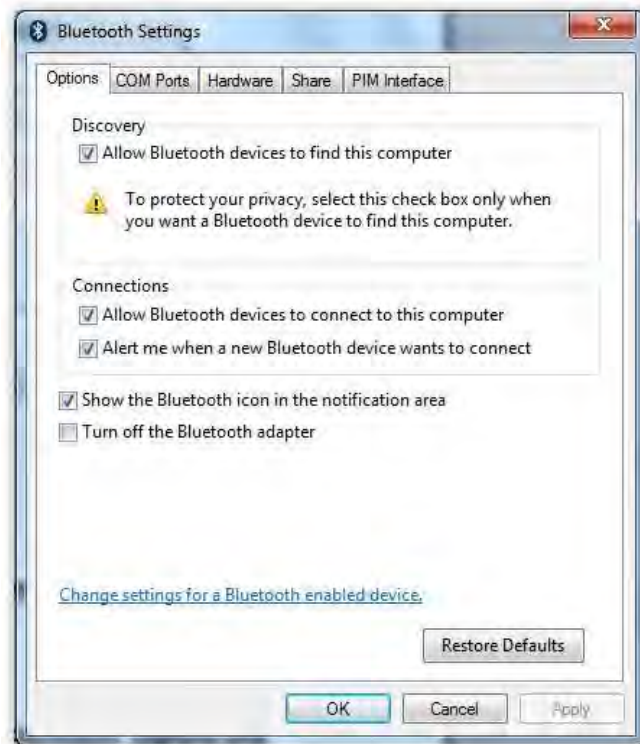 Bluetooth Settings
Options COM Ports Hardware Share PIM Interface
Discovery
Allow Bluetooth devices to find this computer
To protect your privacy, select this check box only when
you want a Bluetooth device to find this computer.
Connections
Allow Bluetooth devices to connect to this computer
Alert me when a new Bluetooth device wants to connect
Show the Bluetooth icon in the notification area
Turn off the Bluetooth adapter
Change settings for a Bluetooth enabled device.
Restore Defaults
OK Cancel Apply